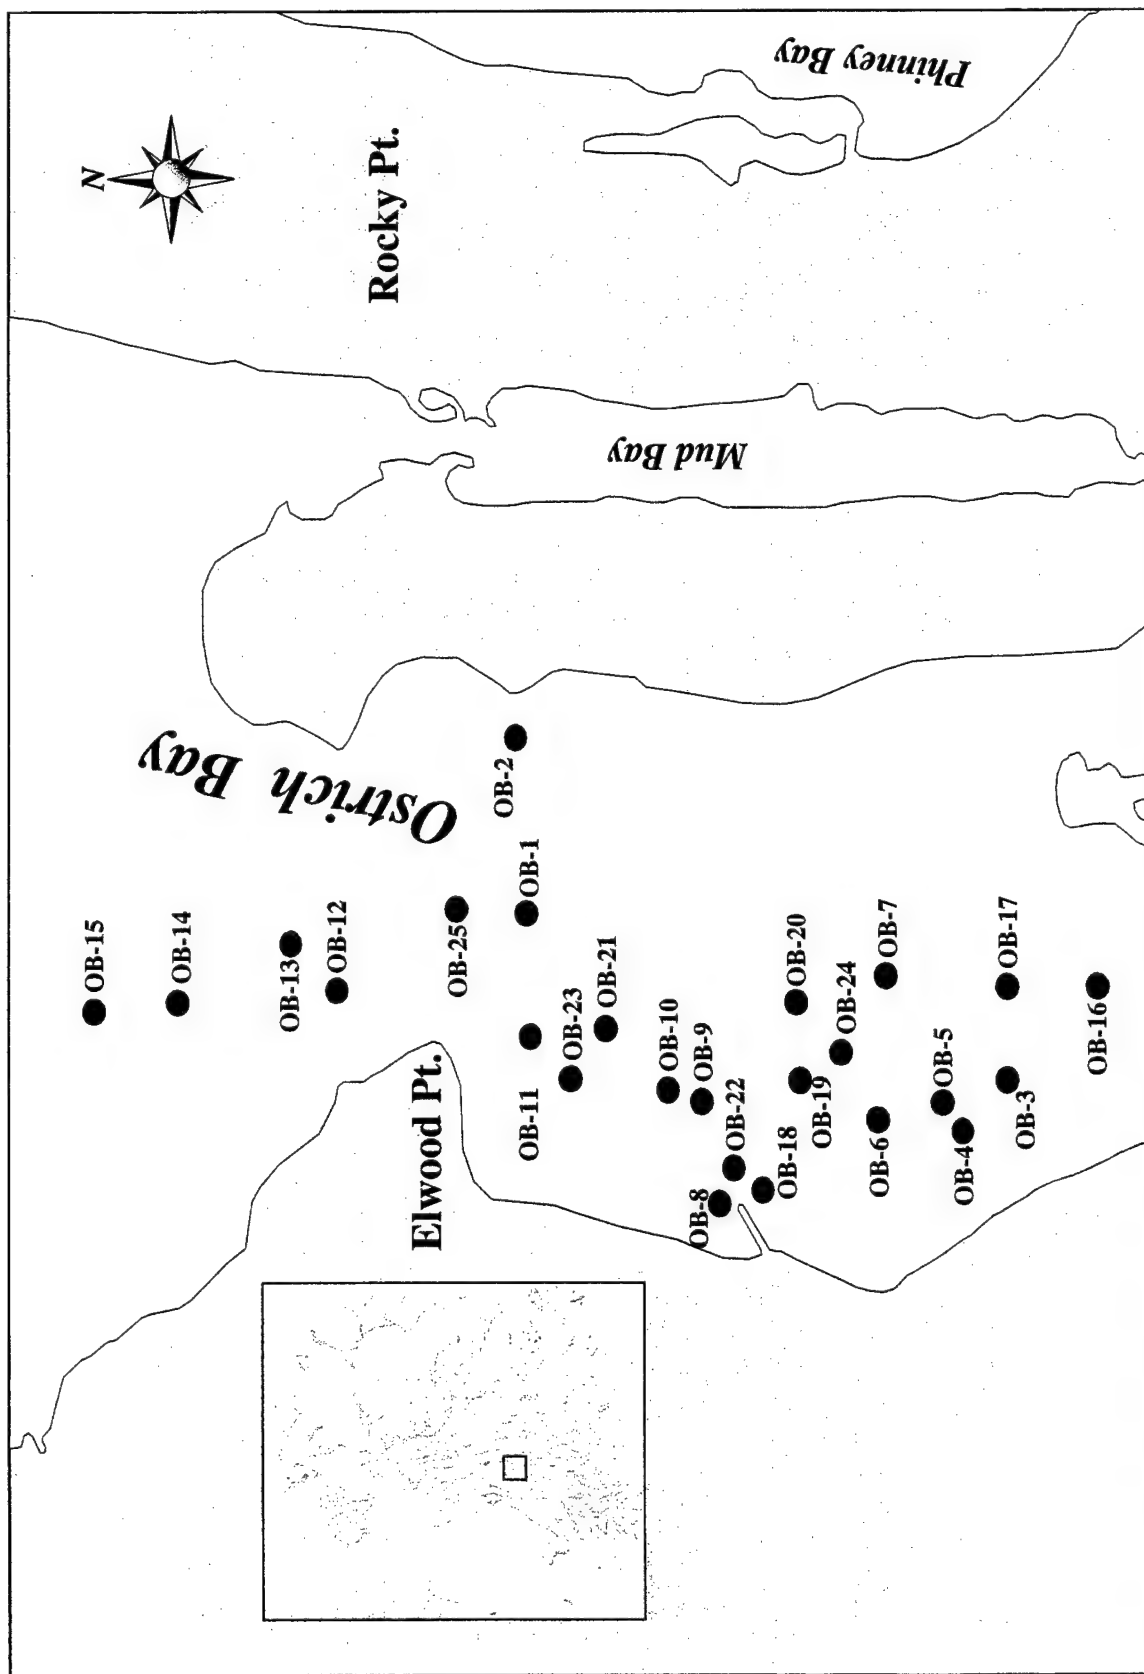 N
Phinney Bay
Rocky Pt.
Mud Bay
Ostrich Bay
OB-2
OB-1
OB-15
OB-14
OB-13
OB-12
OB-25
OB-11
OB-23
OB-21
OB-10
OB-9
OB-22
OB-8
OB-18
OB-20
OB-19
OB-24
OB-7
OB-6
OB-5
OB-4
OB-17
OB-3
OB-16
Elwood Pt.